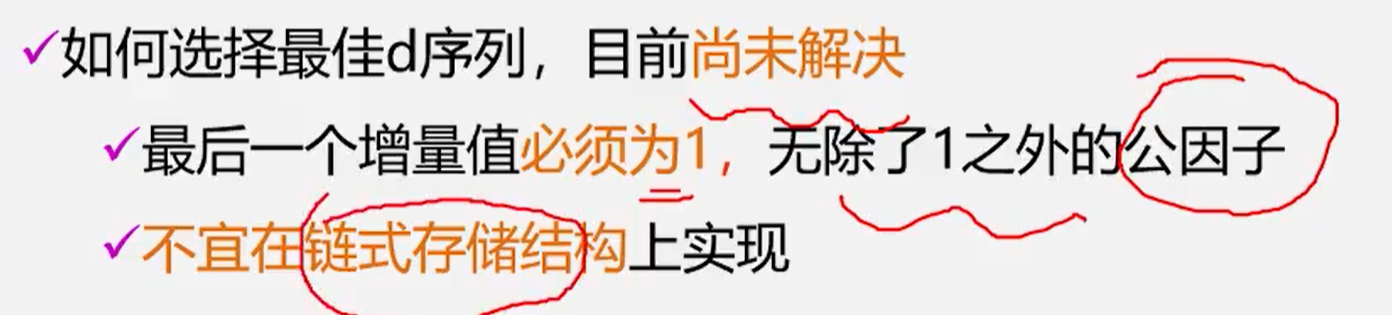 ✓如何选择最佳d序列，目前尚未解决
✓最后一个增量值必须为1，无除了1之外的公因子
✓不宜在链式存储结构上实现